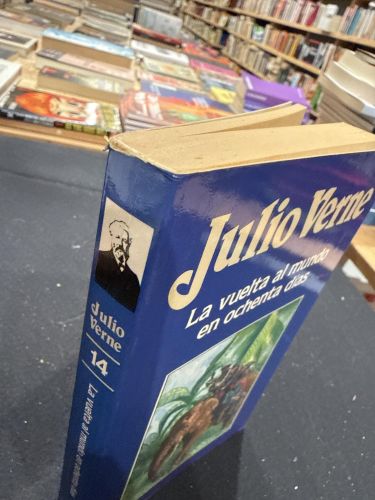 Julio Verne
La vuelta al mundo
en ochenta días
Julio
Verne
14
La vuelta al mundo en ochenta días